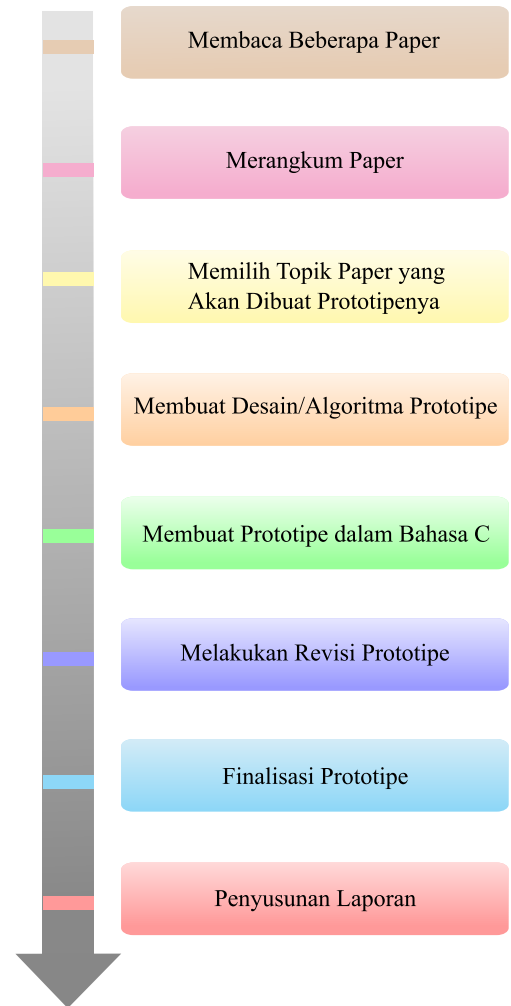 Membaca Beberapa Paper
Merangkum Paper
Memilih Topik Paper yang
Akan Dibuat Prototipenya
Membuat Desain/Algoritma Prototipe
Membuat Prototipe dalam Bahasa C
Melakukan Revisi Prototipe
Finalisasi Prototipe
Penyusunan Laporan